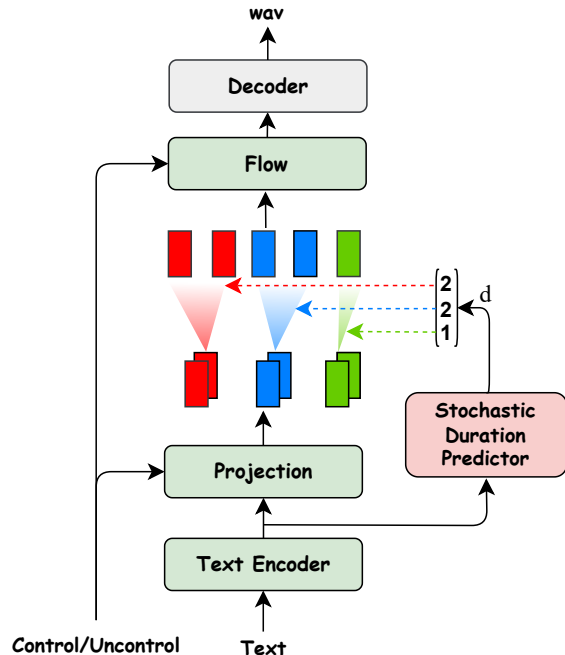 wav
Decoder
Flow
2
2
1
d
Stochastic
Duration
Predictor
Projection
Text Encoder
Control/Uncontrol
Text